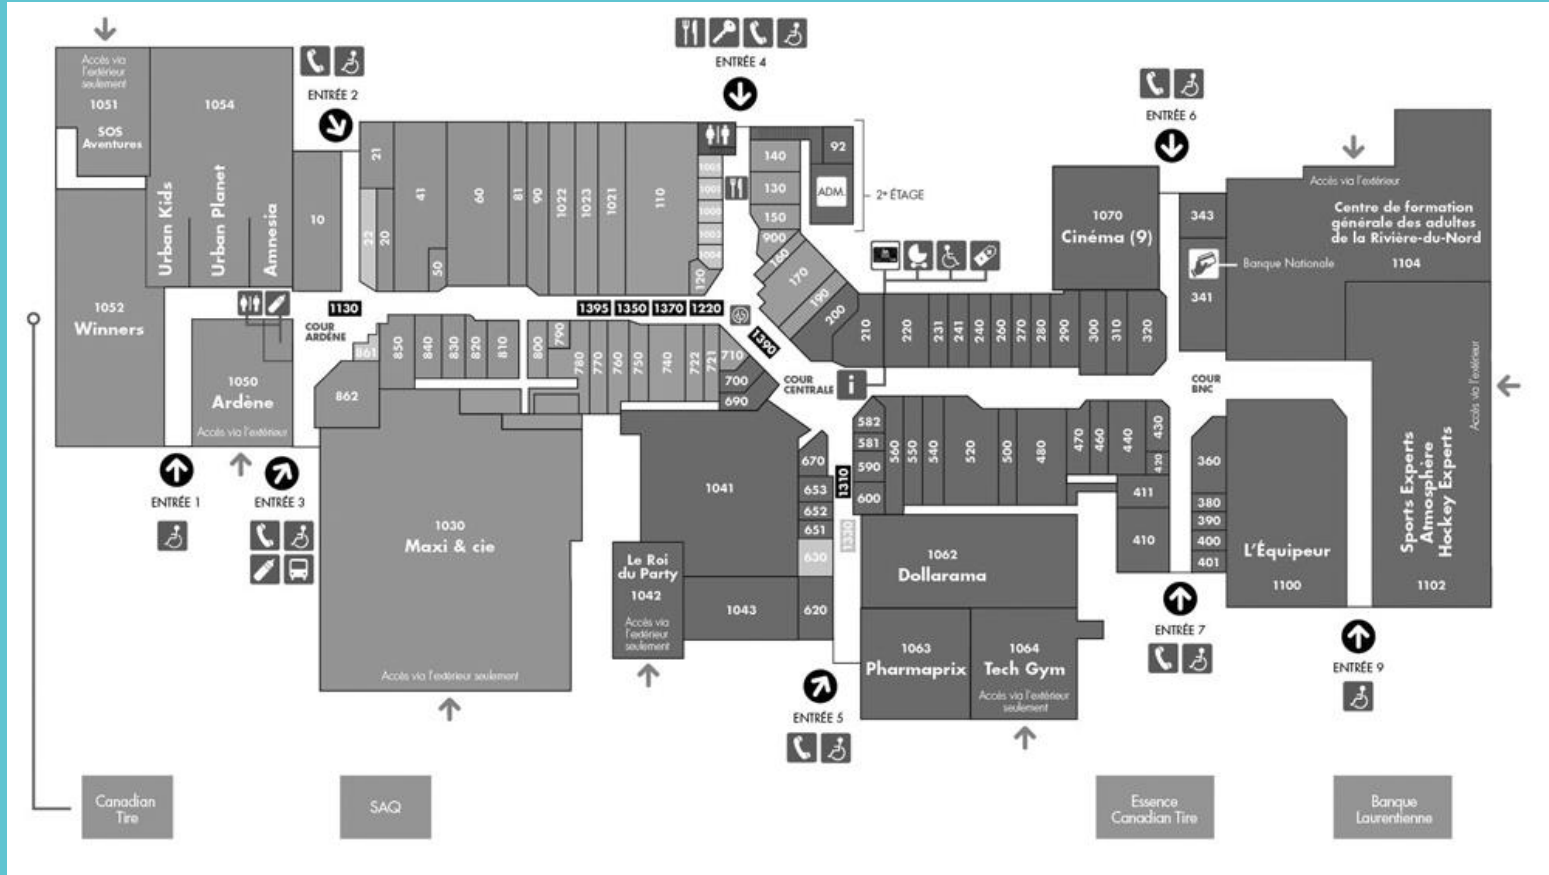 ENTRÉE 4
ENTRÉE 2
ENTRÉE 6
Accès via
l'extérieur
seulement
1051
SOS
Aventures
1054
Urban Kids
Urban Planet
Amnesia
10
21
22
20
41
50
60
81
90
1022
1023
1021
110
1005
1003
1004
120
140
130
150
900
160
170
190
200
92
ADM.
2e ÉTAGE
1070
Cinéma (9)
343
341
Banque Nationale
Accès via l'extérieur
Centre de formation
générale des adultes
de la Rivière-du-Nord
1104
1052
Winners
1130
COUR
ARDÈNE
1395
1350
1370
1220
1390
210
220
231
241
240
260
270
280
290
300
310
320
861
862
850
840
830
820
810
800
790
780
770
760
750
740
722
721
710
700
690
COUR
CENTRALE
i
COUR
BNC
1050
Ardène
Accès via l'extérieur
Accès via l'extérieur
ENTRÉE 1
ENTRÉE 3
1030
Maxi & cie
Accès via l'extérieur seulement
1041
670
653
652
651
630
620
1310
1330
582
581
590
600
560
550
540
520
500
480
470
460
440
430
420
411
410
360
380
390
400
401
L'Équipeur
1100
Sports Experts
Atmosphère
Hockey Experts
1102
Le Roi
du Party
1042
Accès via
l'extérieur
seulement
1043
1062
Dollarama
1063
Pharmaprix
1064
Tech Gym
Accès via l'extérieur
seulement
ENTRÉE 7
ENTRÉE 9
ENTRÉE 5
Canadian
Tire
SAQ
Essence
Canadian Tire
Banque
Laurentienne